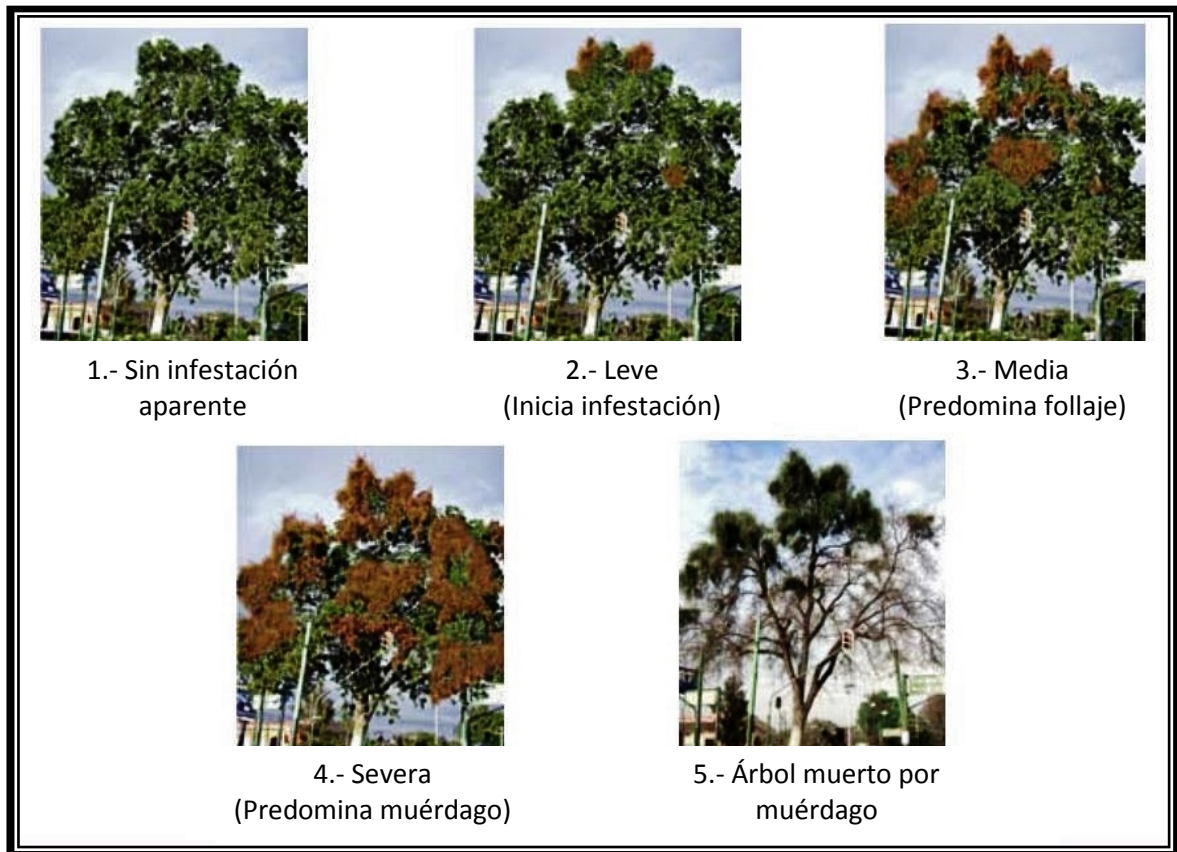 1.- Sin infestación
aparente
2.- Leve
(Inicia infestación)
3.- Media
(Predomina follaje)
4.- Severa
(Predomina muérdago)
5.- Árbol muerto por
muérdago